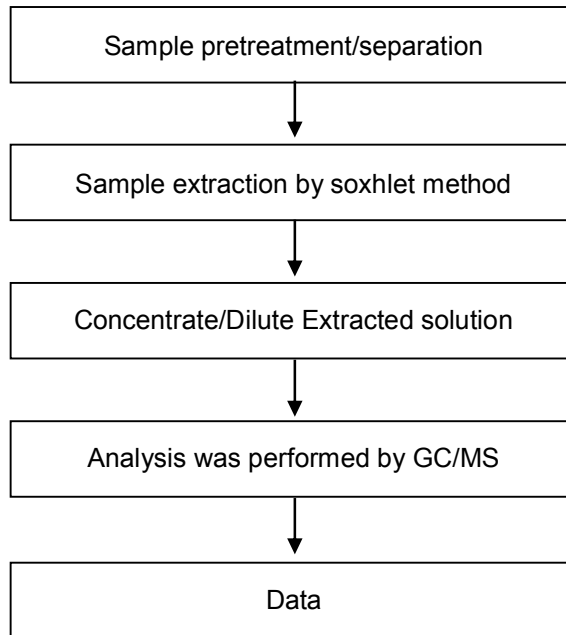 Sample pretreatment/separation
Sample extraction by soxhlet method
Concentrate/Dilute Extracted solution
Analysis was performed by GC/MS
Data